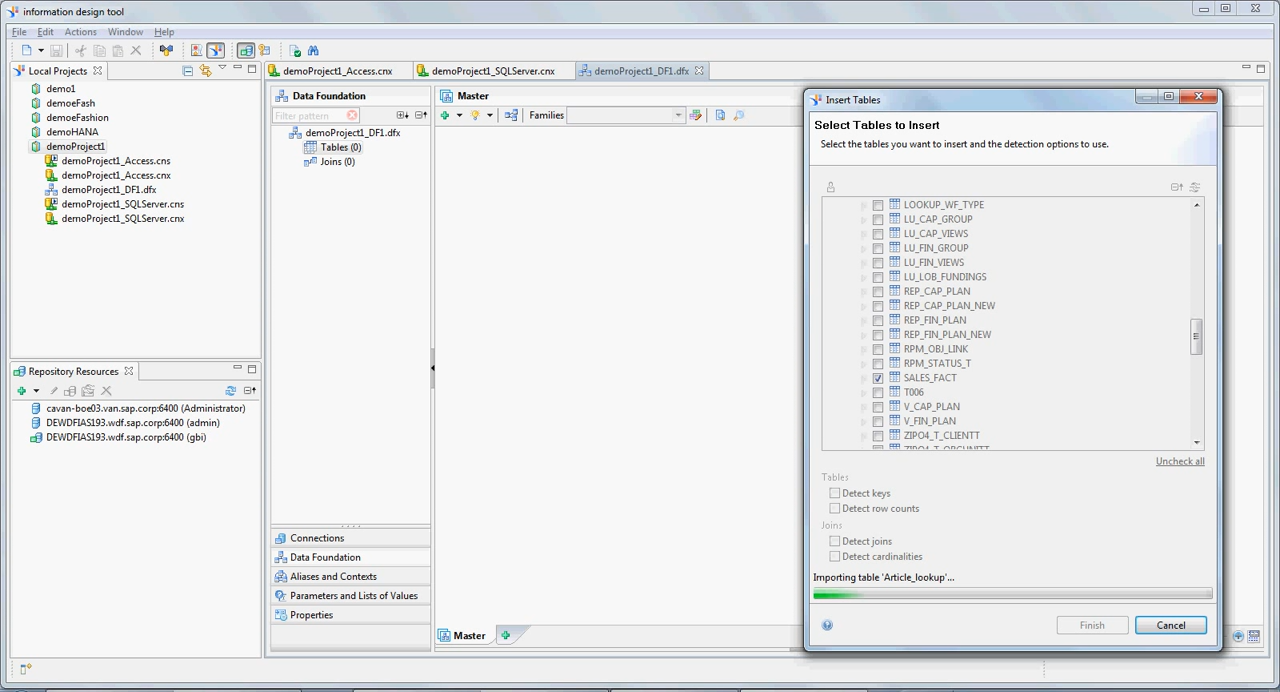 information design tool
File Edit Actions Window Help
Local Projects
demo1
demoeFash
demoeFashion
demoHANA
demoProject1
demoProject1_Access.cns
demoProject1_Access.cnx
demoProject1_DF1.dfx
demoProject1_SQLServer.cns
demoProject1_SQLServer.cnx
Repository Resources
cavan-boe03.van.sap.corp:6400 (Administrator)
DEWDFIAS193.wdf.sap.corp:6400 (admin)
DEWDFIAS193.wdf.sap.corp:6400 (gbi)
demoProject1_Access.cnx demoProject1_SQLServer.cnx demoProject1_DF1.dfx
Data Foundation
Filter pattern
demoProject1_DF1.dfx
Tables (0)
Joins (0)
Connections
Data Foundation
Aliases and Contexts
Parameters and Lists of Values
Properties
Master
Families
Master
Insert Tables
Select Tables to Insert
Select the tables you want to insert and the detection options to use.
LOOKUP_WF_TYPE
LU_CAP_GROUP
LU_CAP_VIEWS
LU_FIN_GROUP
LU_FIN_VIEWS
LU_LOB_FUNDINGS
REP_CAP_PLAN
REP_CAP_PLAN_NEW
REP_FIN_PLAN
REP_FIN_PLAN_NEW
RPM_OBJ_LINK
RPM_STATUS_T
SALES_FACT
T006
V_CAP_PLAN
V_FIN_PLAN
ZIPO4_T_CLIENTT
ZIPO4_T_ORGUNITT
Uncheck all
Tables
Detect keys
Detect row counts
Joins
Detect joins
Detect cardinalities
Importing table 'Article_lookup'...
Finish Cancel